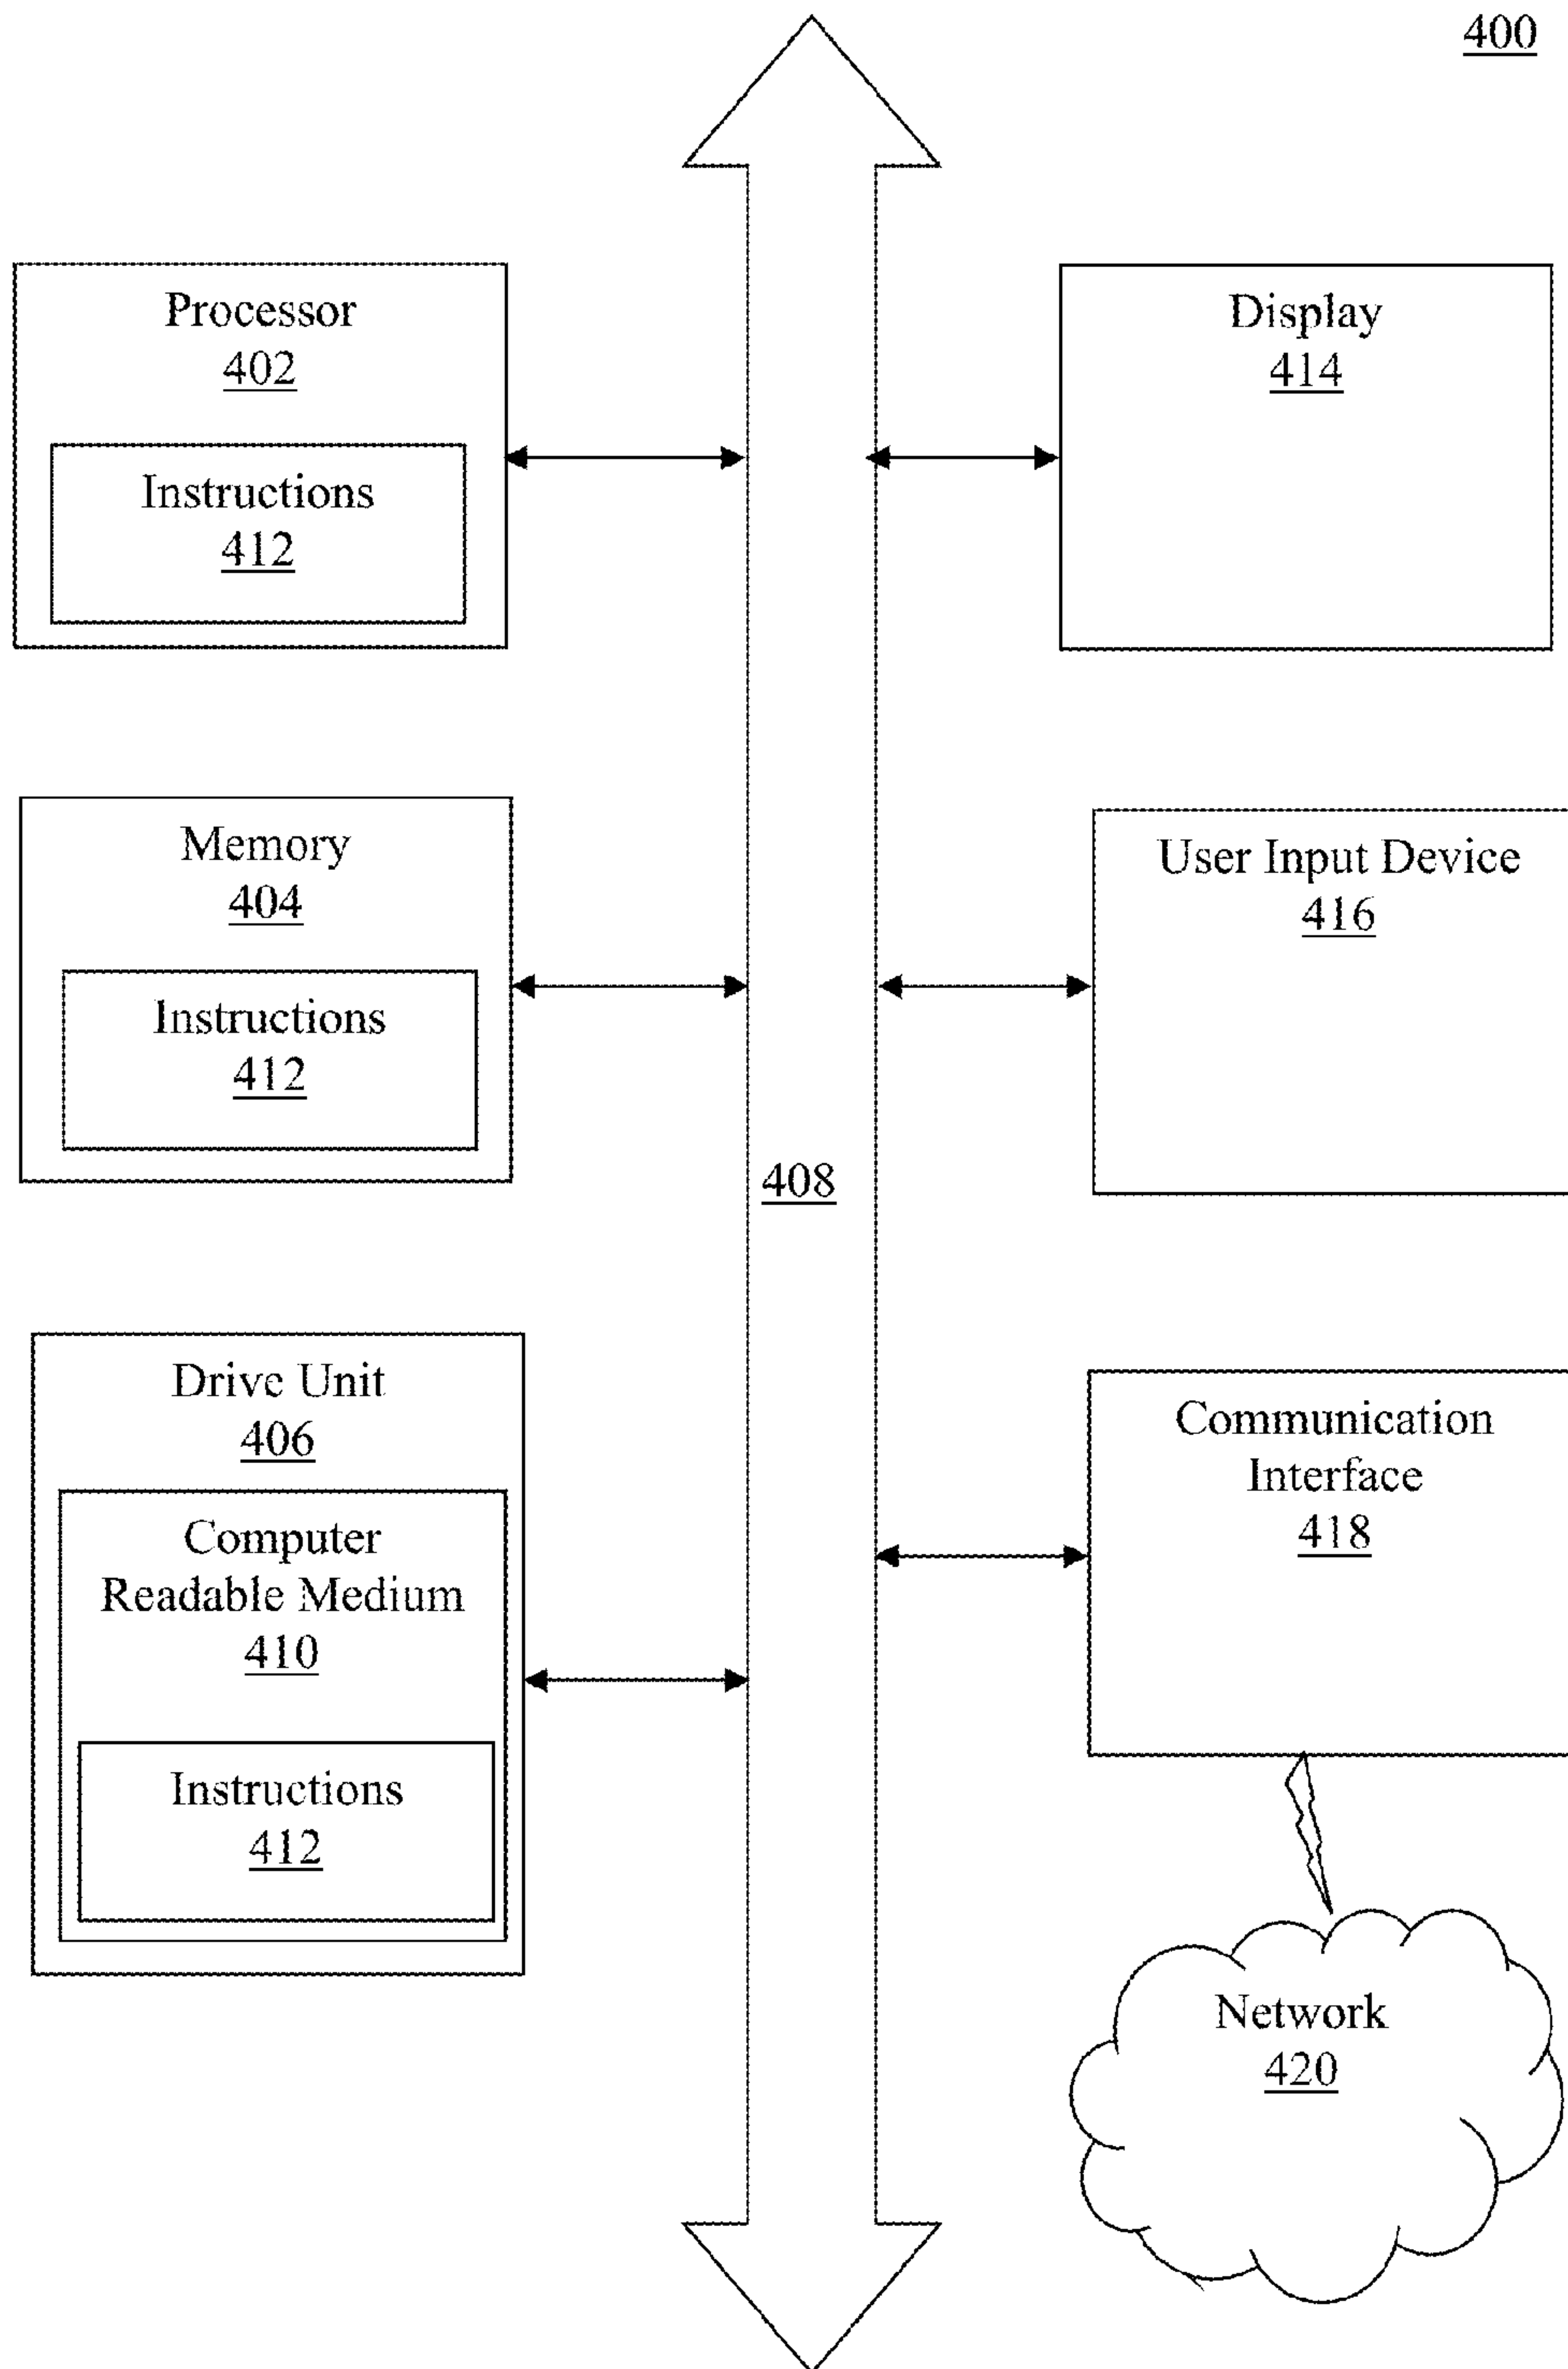 400
Processor
402
Instructions
412
Display
414
Memory
404
Instructions
412
User Input Device
416
408
Drive Unit
406
Computer
Readable Medium
410
Instructions
412
Communication
Interface
418
Network
420